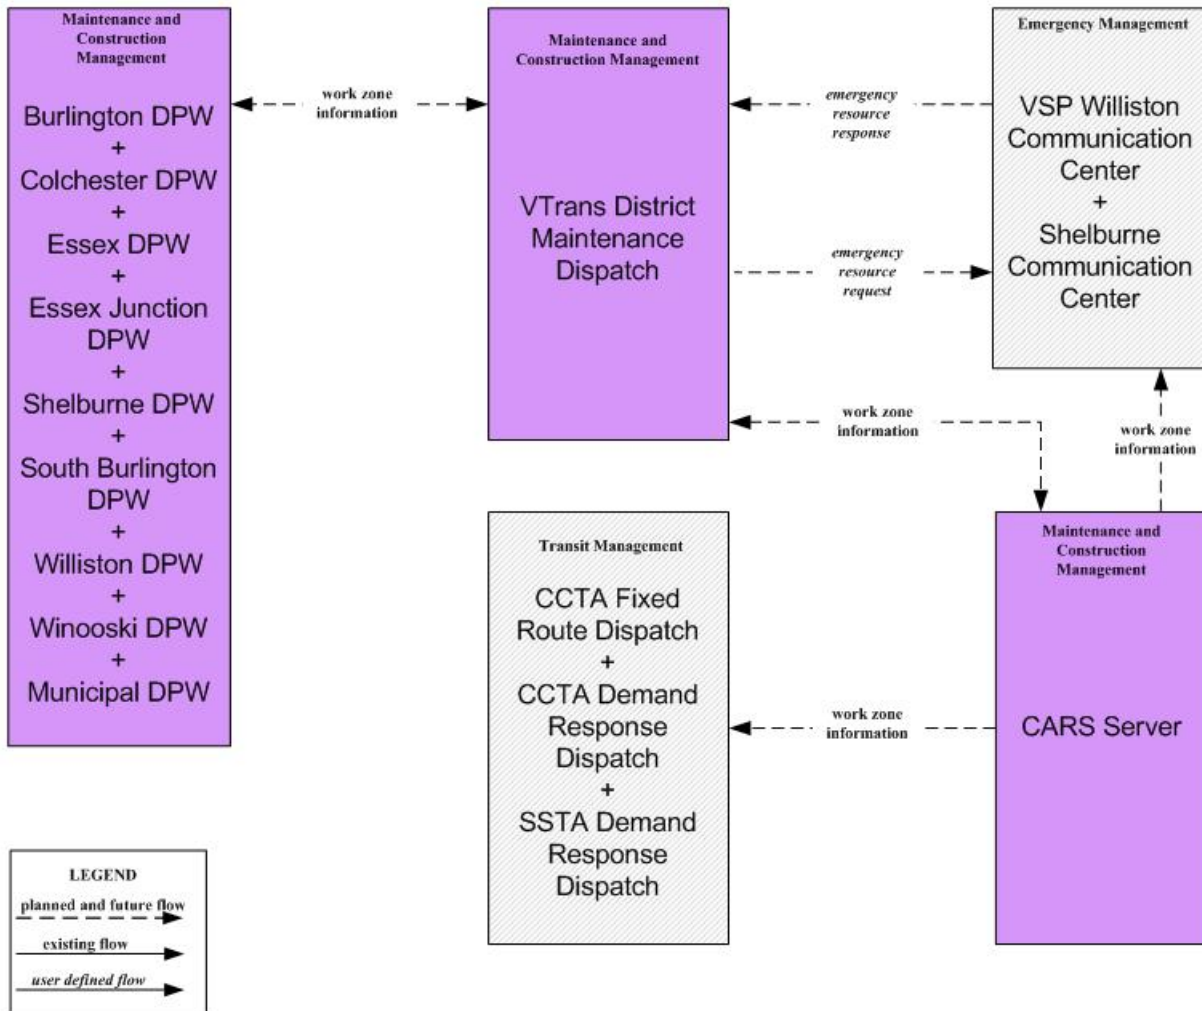 Maintenance and
Construction
Management
Burlington DPW
+
Colchester DPW
+
Essex DPW
+
Essex Junction
DPW
+
Shelburne DPW
+
South Burlington
DPW
+
Williston DPW
+
Winooski DPW
+
Municipal DPW
work zone
information
Maintenance and
Construction Management
VTrans District
Maintenance
Dispatch
emergency
resource
response
emergency
resource
request
Emergency Management
VSP Williston
Communication
Center
+
Shelburne
Communication
Center
work zone
information
work zone
information
Transit Management
CCTA Fixed
Route Dispatch
+
CCTA Demand
Response
Dispatch
+
SSTA Demand
Response
Dispatch
work zone
information
Maintenance and
Construction
Management
CARS Server
LEGEND
planned and future flow
existing flow
user defined flow